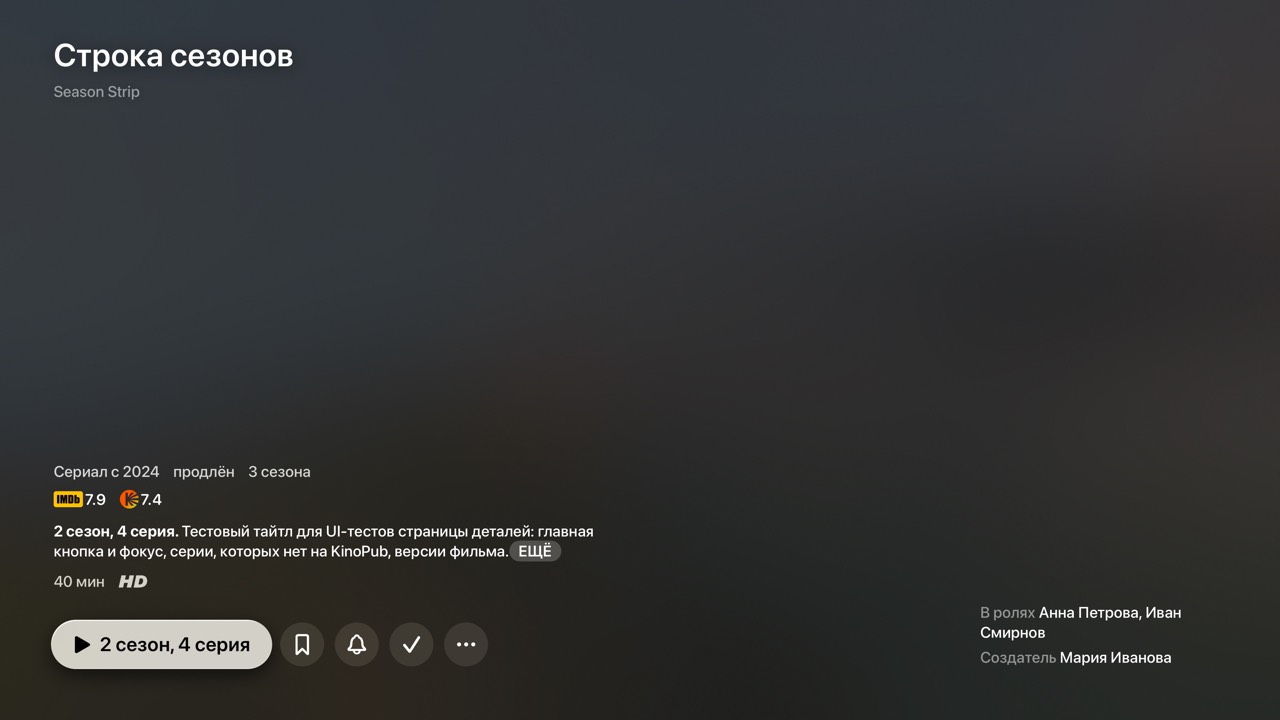 Строка сезонов
Season Strip
Сериал с 2024 продлён 3 сезона
IMDb 7.9 7.4
2 сезон, 4 серия. Тестовый тайтл для UI-тестов страницы деталей: главная
кнопка и фокус, серии, которых нет на KinoPub, версии фильма. ЕЩЁ
40 мин HD
2 сезон, 4 серия
В ролях Анна Петрова, Иван
Смирнов
Создатель Мария Иванова